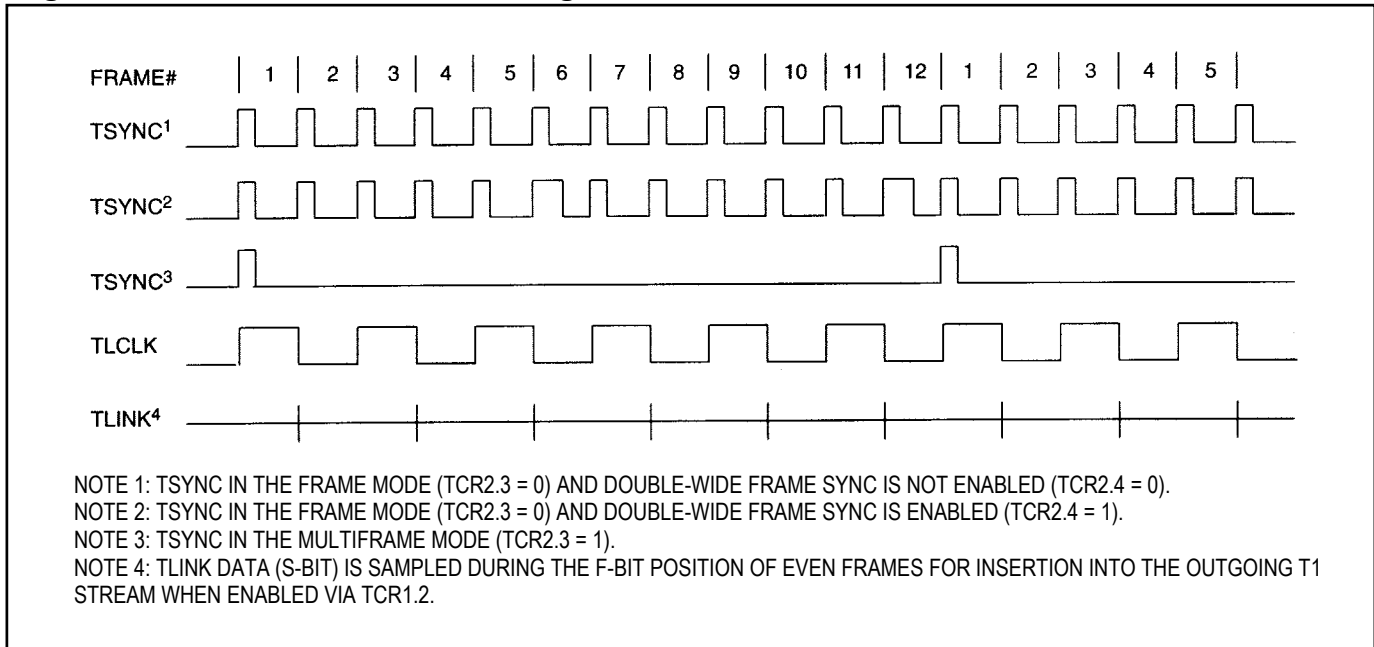 FRAME# 1 2 3 4 5 6 7 8 9 10 11 12 1 2 3 4 5
TSYNC1
TSYNC2
TSYNC3
TLCLK
TLINK4
NOTE 1: TSYNC IN THE FRAME MODE (TCR2.3 = 0) AND DOUBLE-WIDE FRAME SYNC IS NOT ENABLED (TCR2.4 = 0).
NOTE 2: TSYNC IN THE FRAME MODE (TCR2.3 = 0) AND DOUBLE-WIDE FRAME SYNC IS ENABLED (TCR2.4 = 1).
NOTE 3: TSYNC IN THE MULTIFRAME MODE (TCR2.3 = 1).
NOTE 4: TLINK DATA (S-BIT) IS SAMPLED DURING THE F-BIT POSITION OF EVEN FRAMES FOR INSERTION INTO THE OUTGOING T1
STREAM WHEN ENABLED VIA TCR1.2.